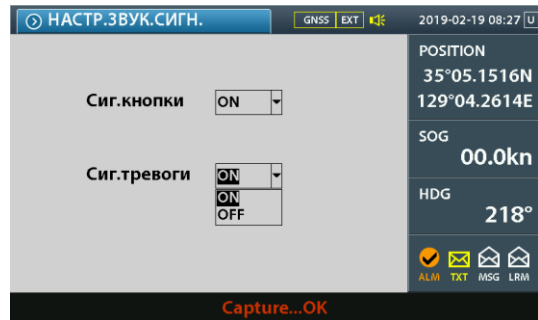 НАСТР.ЗВУК.СИГН.
GNSS EXT
2019-02-19 08:27 U
Сиг.кнопки ON
Сиг.тревоги ON
ON
OFF
POSITION
35°05.1516N
129°04.2614E
SOG
00.0kn
HDG
218°
ALM TXT MSG LRM
Capture...OK